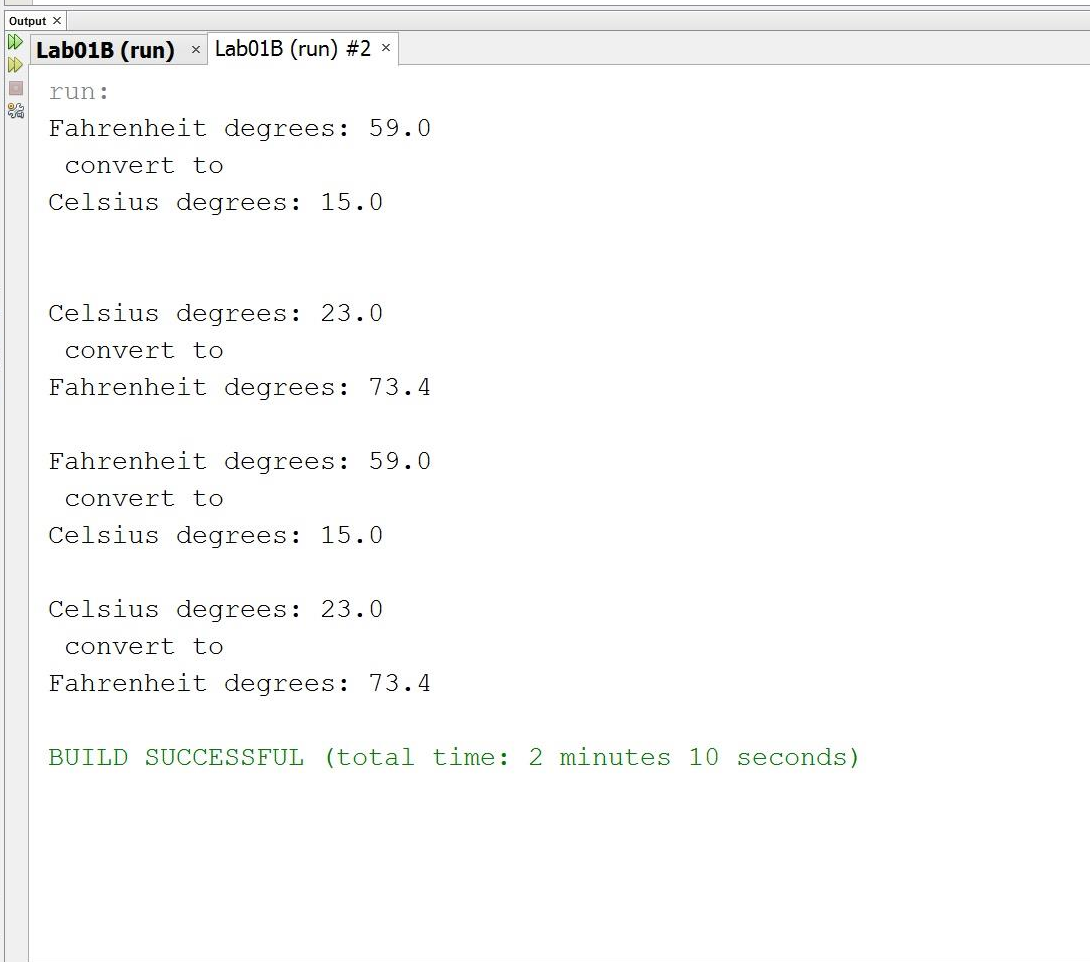 Output
Lab01B (run)
Lab01B (run) #2
run:
Fahrenheit degrees: 59.0
 convert to
Celsius degrees: 15.0
Celsius degrees: 23.0
 convert to
Fahrenheit degrees: 73.4
Fahrenheit degrees: 59.0
 convert to
Celsius degrees: 15.0
Celsius degrees: 23.0
 convert to
Fahrenheit degrees: 73.4
BUILD SUCCESSFUL (total time: 2 minutes 10 seconds)